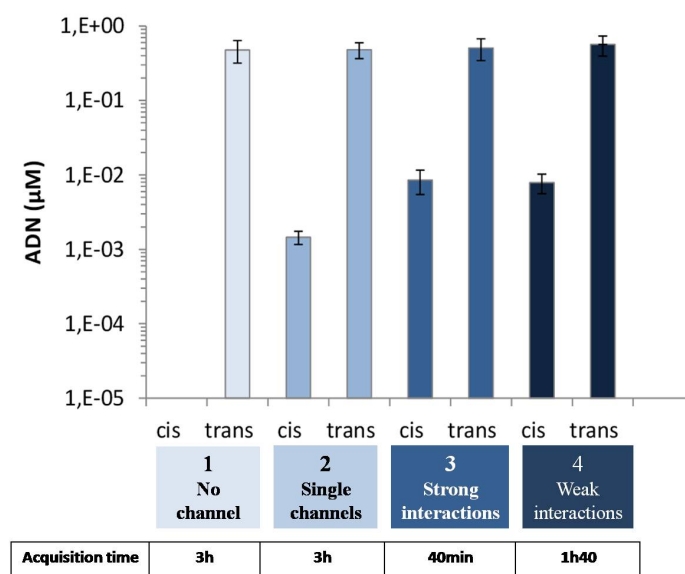 1,E+00
1,E-01
1,E-02
1,E-03
1,E-04
1,E-05
ADN (µM)
cis trans cis trans cis trans cis trans
1
No
channel
2
Single
channels
3
Strong
interactions
4
Weak
interactions
Acquisition time 3h 3h 40min 1h40